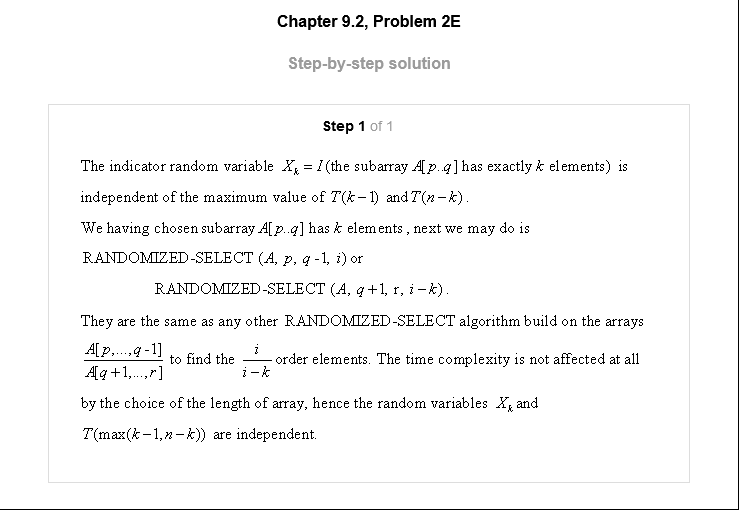 Chapter 9.2, Problem 2E
Step-by-step solution
Step 1 of 1
The indicator random variable X_k = I(the subarray A[p..q] has exactly k elements) is
independent of the maximum value of T(k−1) and T(n−k).
We having chosen subarray A[p..q] has k elements, next we may do is
RANDOMIZED-SELECT (A, p, q -1, i) or
RANDOMIZED-SELECT (A, q+1, r, i−k).
They are the same as any other RANDOMIZED-SELECT algorithm build on the arrays
A[p,...,q-1]/A[q+1,...,r] to find the i/i−k order elements. The time complexity is not affected at all
by the choice of the length of array, hence the random variables X_k and
T(max(k−1,n−k)) are independent.